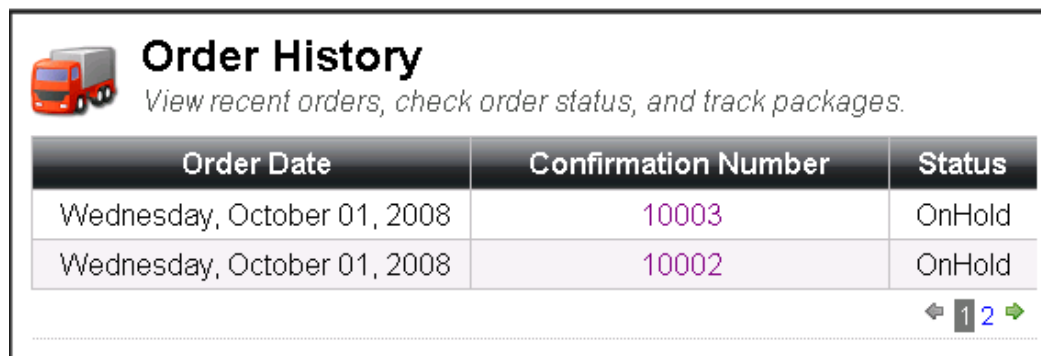 Order History
View recent orders, check order status, and track packages.
Order Date Confirmation Number Status
Wednesday, October 01, 2008 10003 OnHold
Wednesday, October 01, 2008 10002 OnHold
1 2